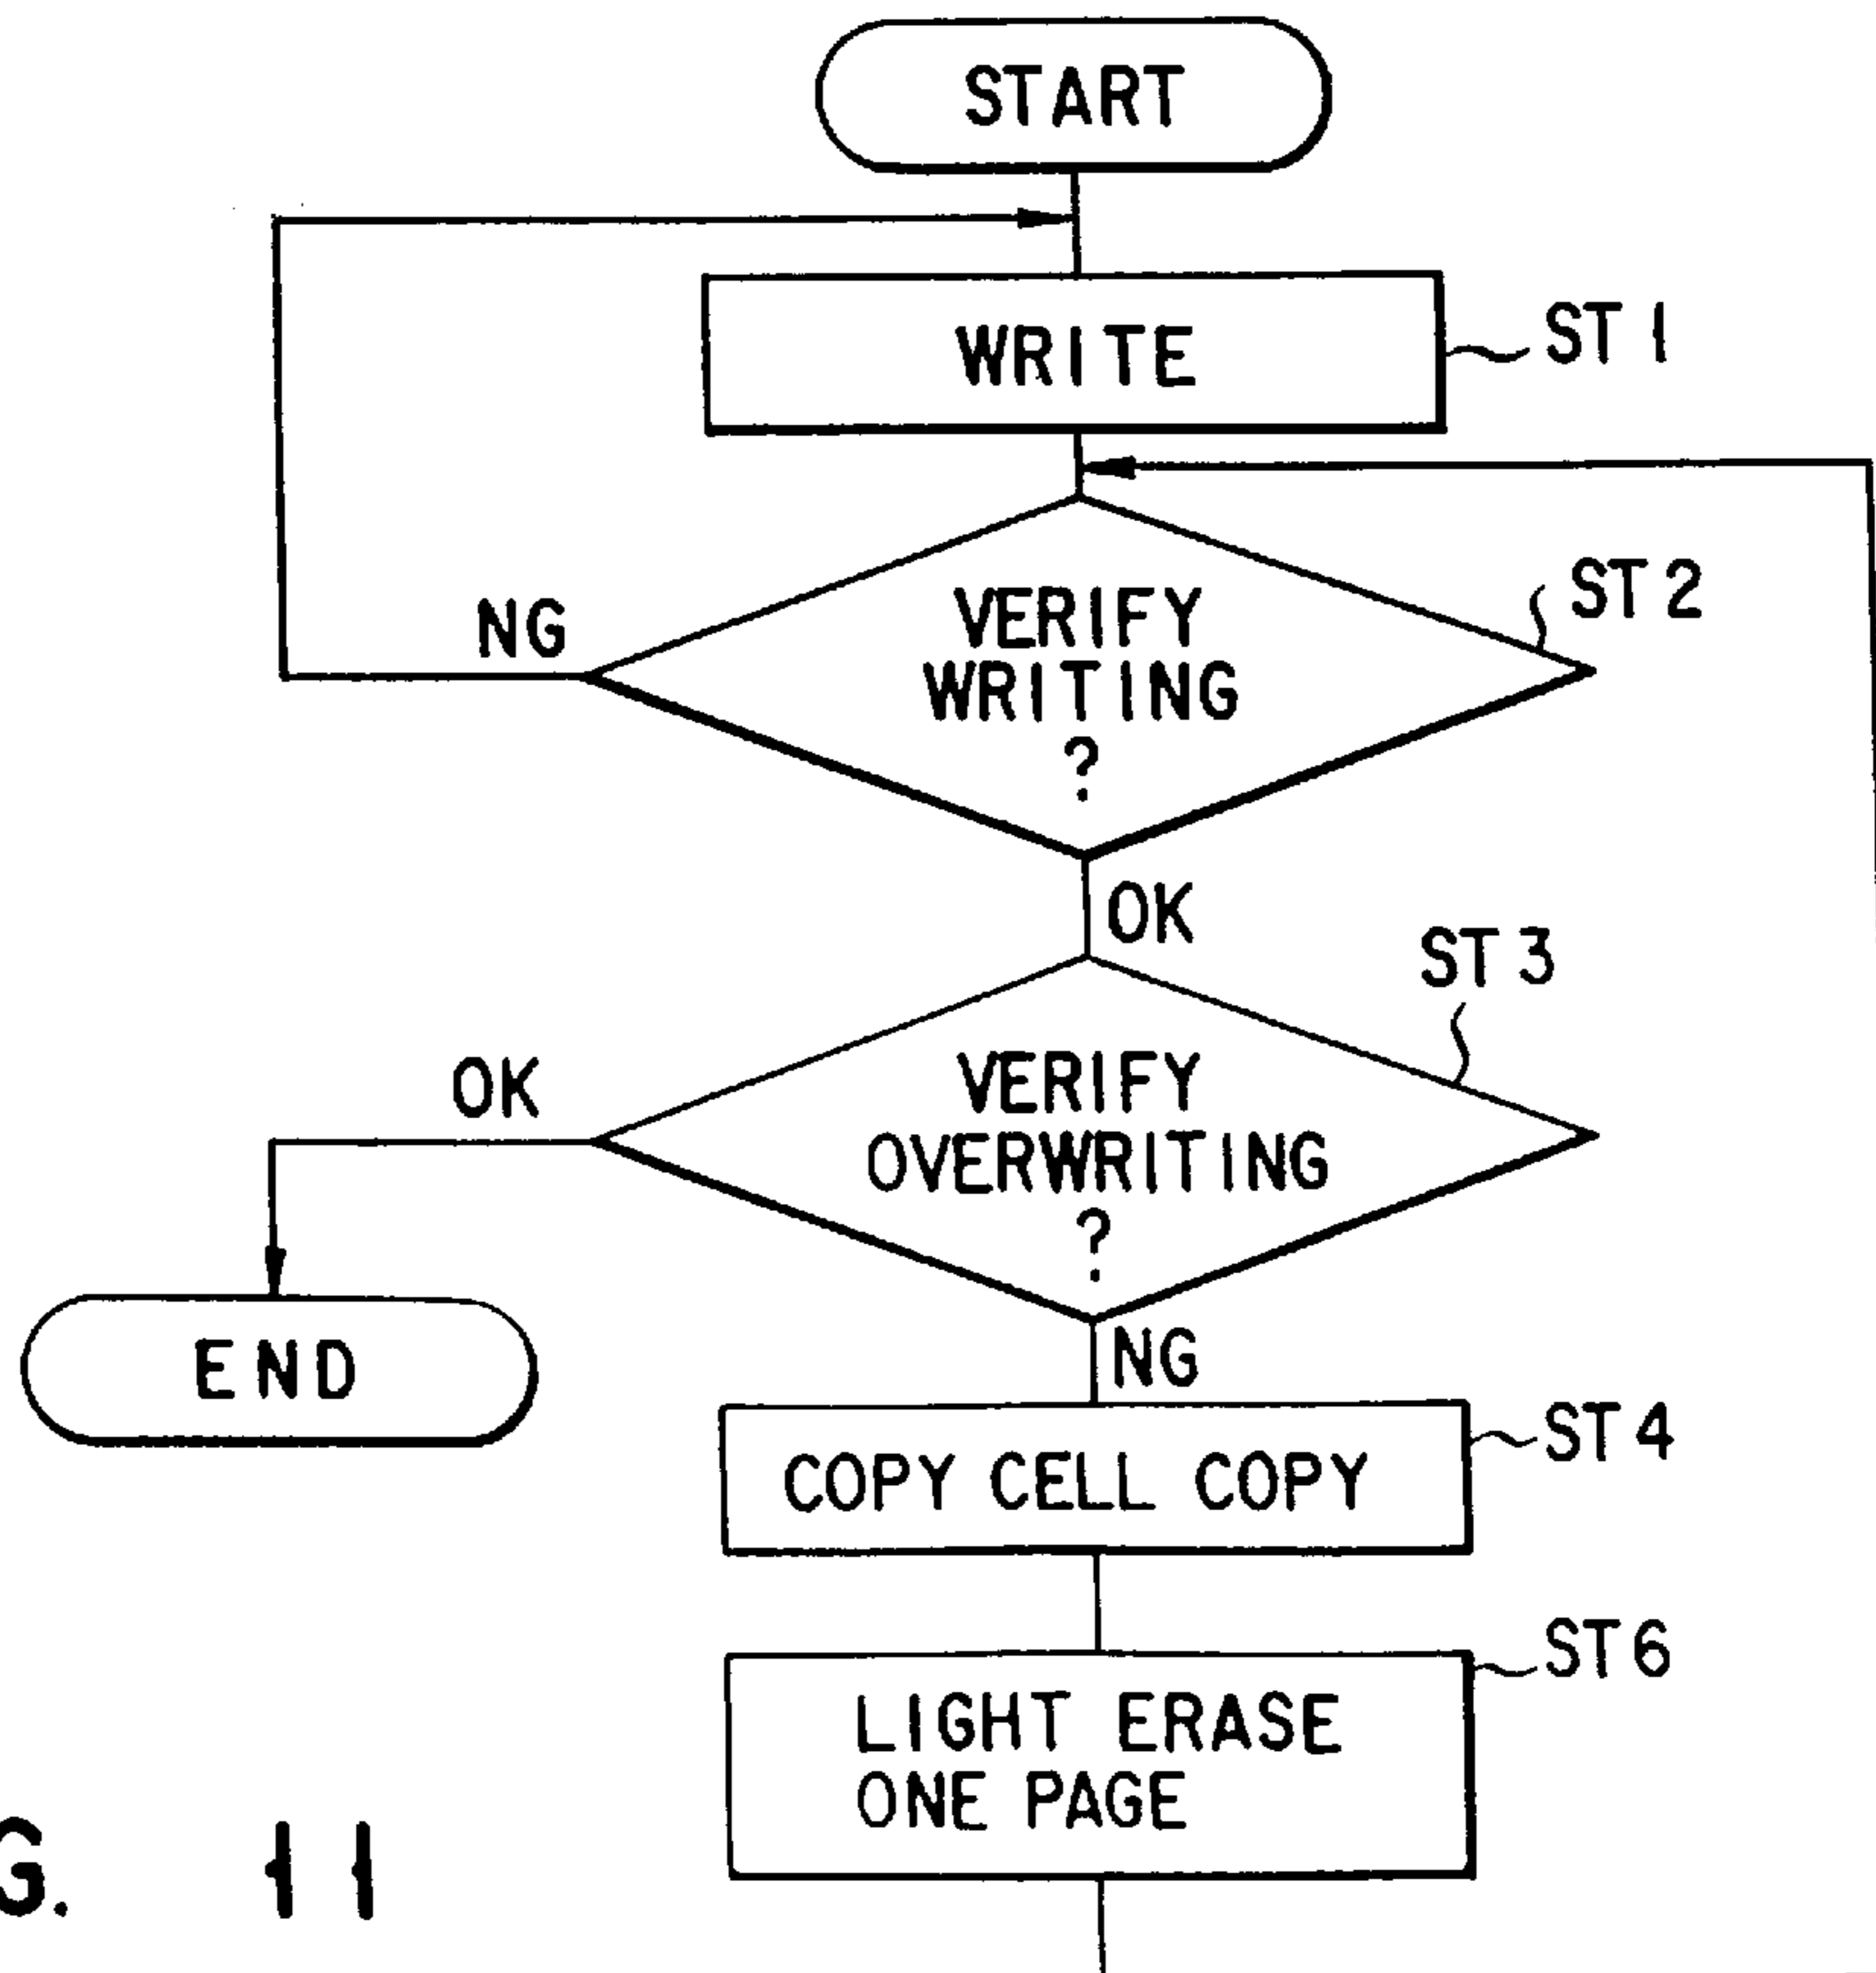 START
WRITE
ST1
VERIFY
WRITING
?
ST2
NG
OK
ST3
VERIFY
OVERWRITING
?
OK
END
NG
COPY CELL COPY
ST4
ST6
LIGHT ERASE
ONE PAGE
G. 11